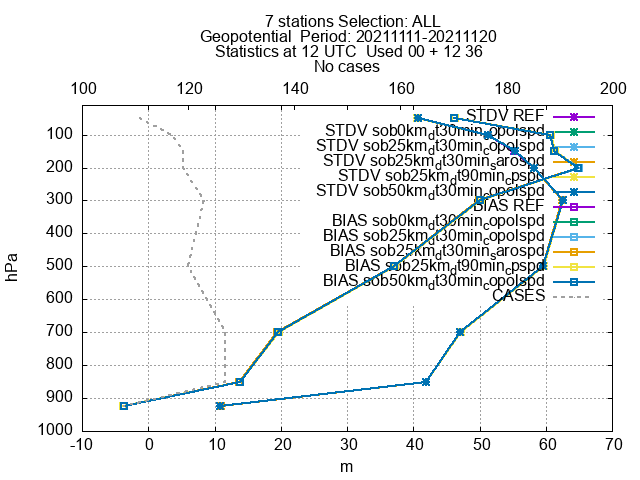 7 stations Selection: ALL
Geopotential  Period: 20211111-20211120
Statistics at 12 UTC  Used 00 + 12 36
No cases
100 120 140 160 180 200
STDV REF
STDV sob0km_dt30min_copolspd
STDV sob25km_dt30min_copolspd
STDV sob25km_dt30min_sarospd
STDV sob25km_dt90min_cpspd
STDV sob50km_dt30min_copolspd
BIAS REF
BIAS sob0km_dt30min_copolspd
BIAS sob25km_dt30min_copolspd
BIAS sob25km_dt30min_sarospd
BIAS sob25km_dt90min_cpspd
BIAS sob50km_dt30min_copolspd
CASES
100
200
300
400
500
600
700
800
900
1000
hPa
-10 0 10 20 30 40 50 60 70
m